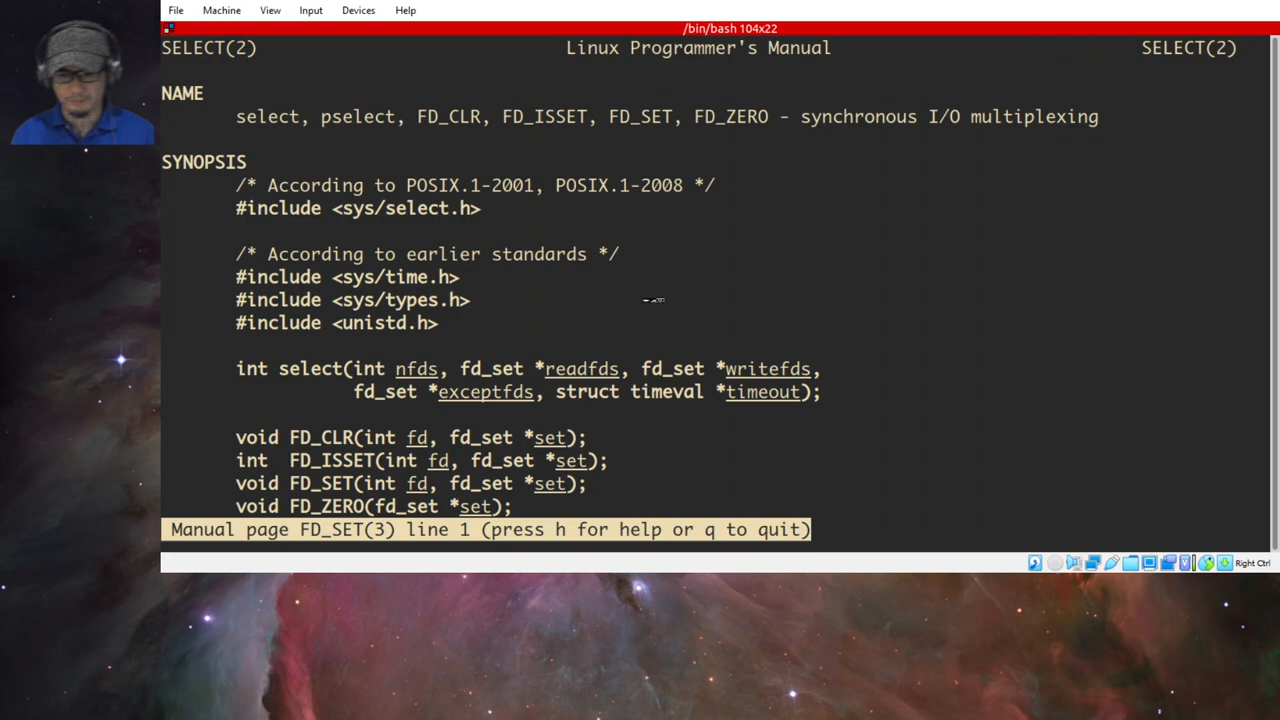 File Machine View Input Devices Help
/bin/bash 104x22
SELECT(2) Linux Programmer's Manual SELECT(2)
NAME
select, pselect, FD_CLR, FD_ISSET, FD_SET, FD_ZERO - synchronous I/O multiplexing
SYNOPSIS
/* According to POSIX.1-2001, POSIX.1-2008 */
#include <sys/select.h>
/* According to earlier standards */
#include <sys/time.h>
#include <sys/types.h>
#include <unistd.h>
int select(int nfds, fd_set *readfds, fd_set *writefds,
fd_set *exceptfds, struct timeval *timeout);
void FD_CLR(int fd, fd_set *set);
int  FD_ISSET(int fd, fd_set *set);
void FD_SET(int fd, fd_set *set);
void FD_ZERO(fd_set *set);
Manual page FD_SET(3) line 1 (press h for help or q to quit)
Right Ctrl